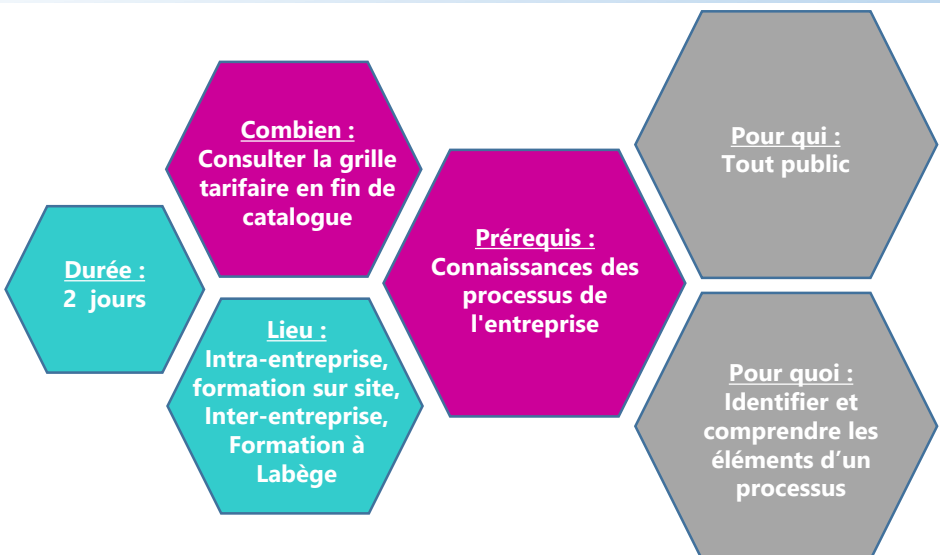 Durée :
2 jours
Combien :
Consulter la grille
tarifaire en fin de
catalogue
Lieu :
Intra-entreprise,
formation sur site,
Inter-entreprise,
Formation à
Labège
Prérequis :
Connaissances des
processus de
l'entreprise
Pour qui :
Tout public
Pour quoi :
Identifier et
comprendre les
éléments d’un
processus